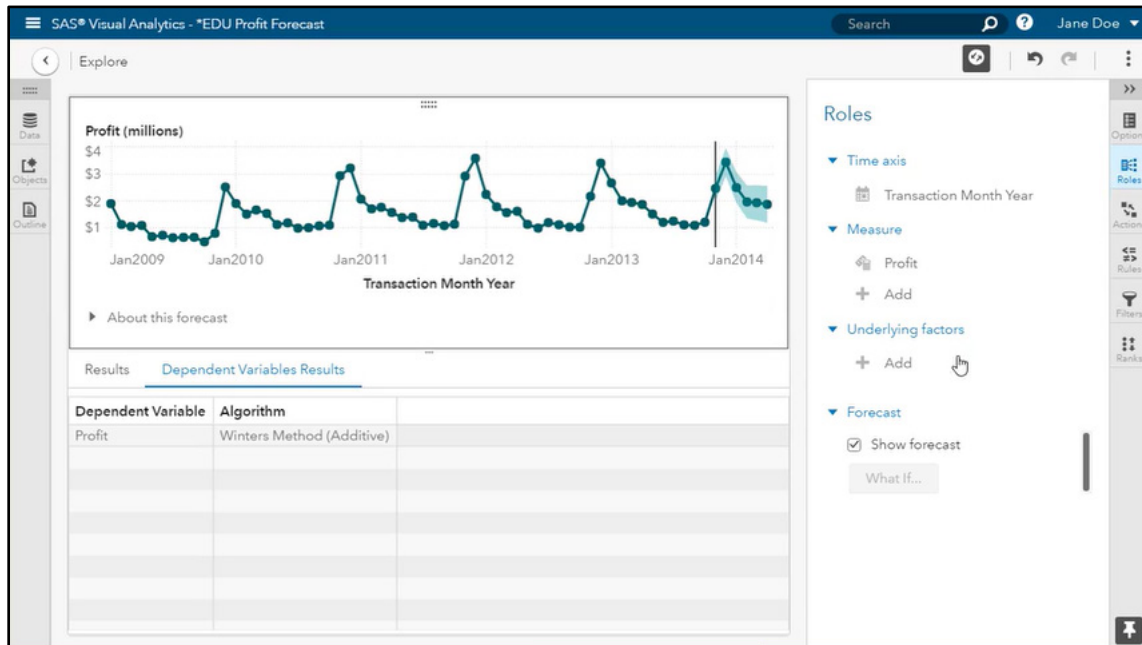 SAS® Visual Analytics - *EDU Profit Forecast
Search
Jane Doe
Explore
Data
Objects
Outline
Profit (millions)
$4
$3
$2
$1
Jan2009 Jan2010 Jan2011 Jan2012 Jan2013 Jan2014
Transaction Month Year
About this forecast
Results Dependent Variables Results
Dependent Variable Algorithm
Profit Winters Method (Additive)
Roles
Time axis
Transaction Month Year
Measure
Profit
Add
Underlying factors
Add
Forecast
Show forecast
What If...
Option
Roles
Action
Rules
Filters
Ranks